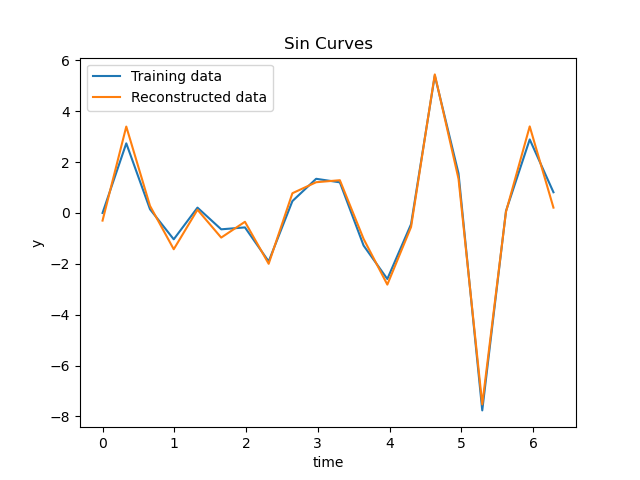 Sin Curves
Training data
Reconstructed data
6
4
2
0
−2
−4
−6
−8
y
0 1 2 3 4 5 6
time